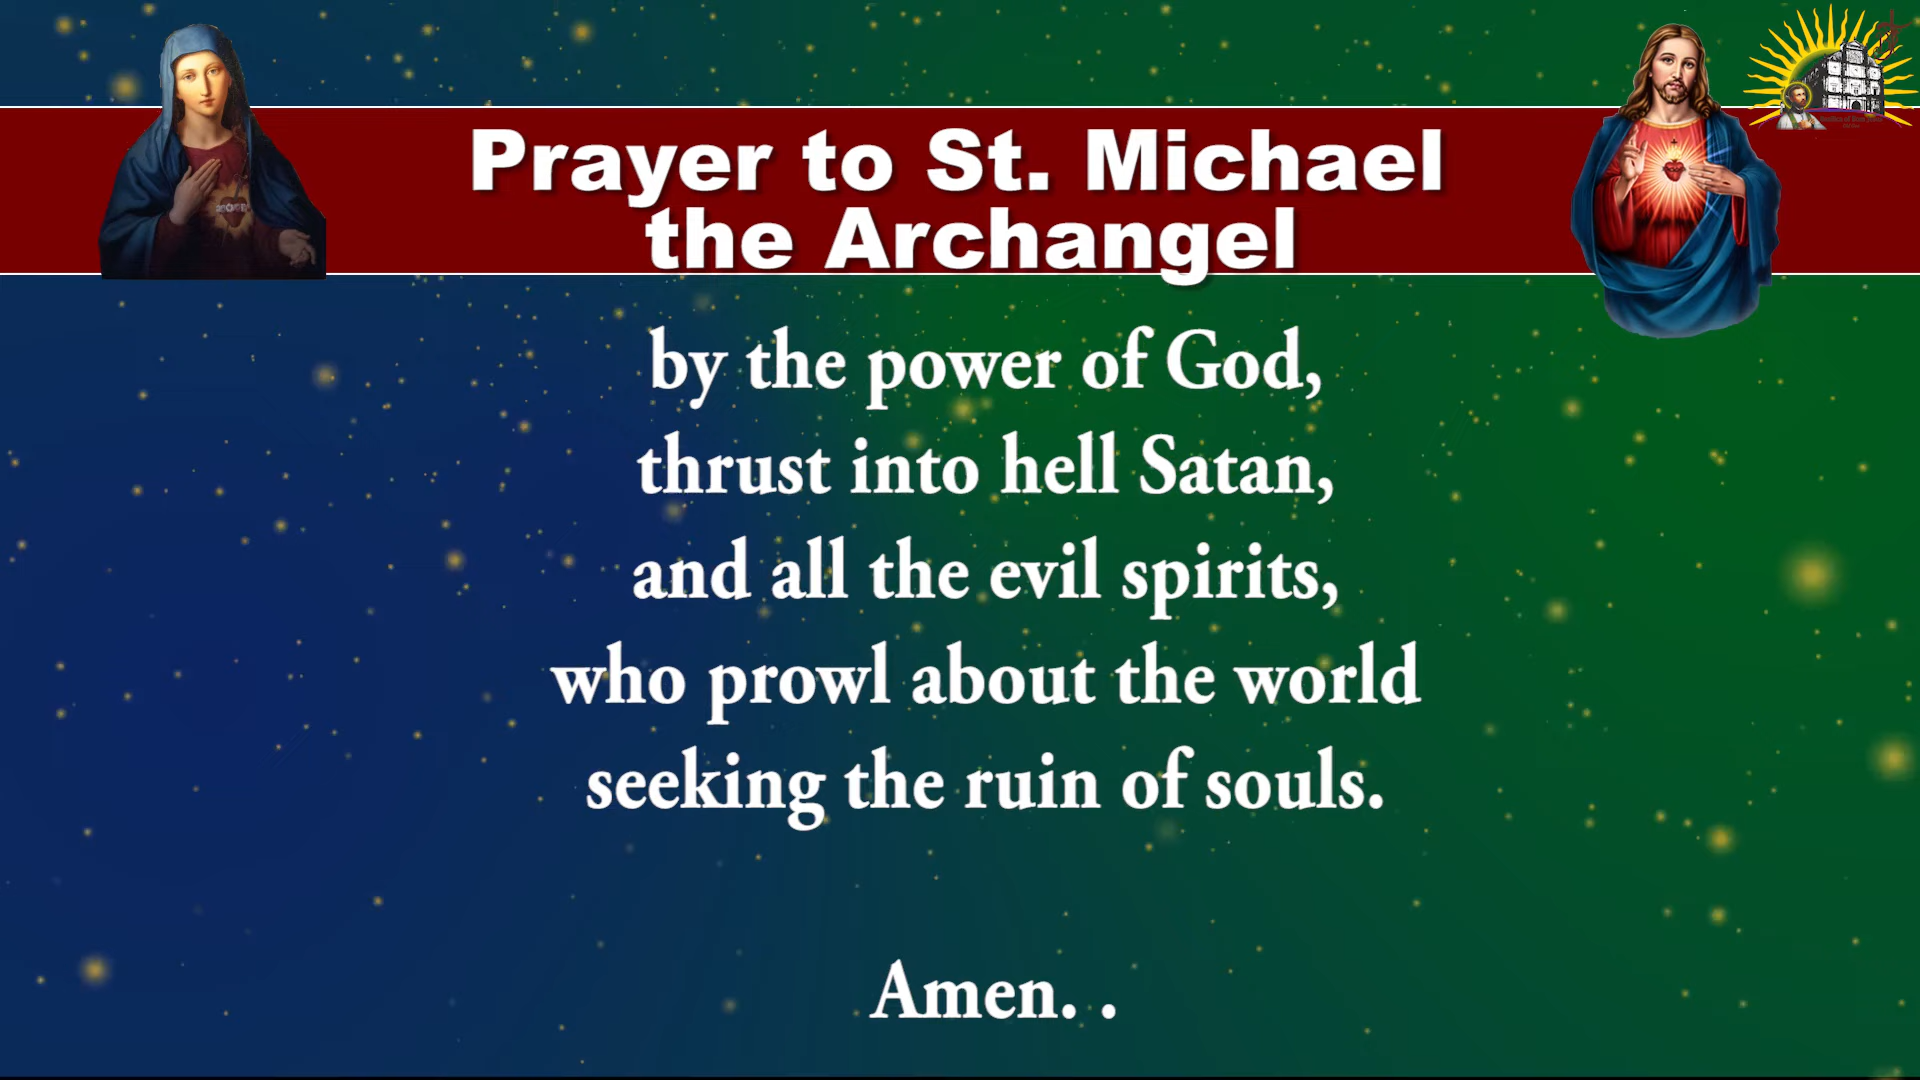 Prayer to St. Michael
the Archangel
by the power of God,
thrust into hell Satan,
and all the evil spirits,
who prowl about the world
seeking the ruin of souls.
Amen. .